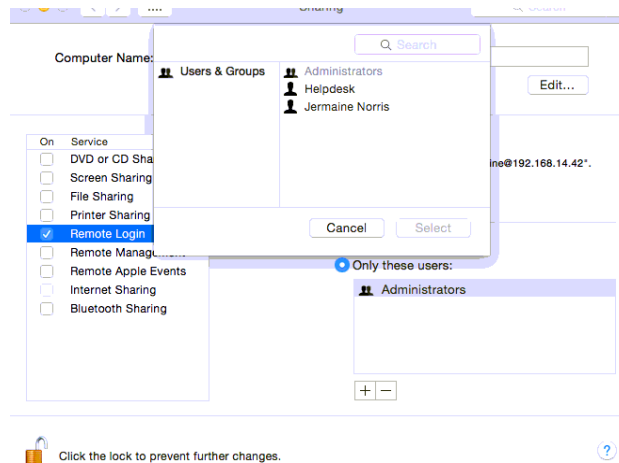 Sharing
Search
Search
Computer Name:
Users & Groups
Administrators
Helpdesk
Jermaine Norris
Edit...
On Service
DVD or CD Sha
ine@192.168.14.42".
Screen Sharing
File Sharing
Printer Sharing
Cancel Select
Remote Login
Remote Management
Only these users:
Remote Apple Events
Administrators
Internet Sharing
Bluetooth Sharing
+ −
Click the lock to prevent further changes.
?